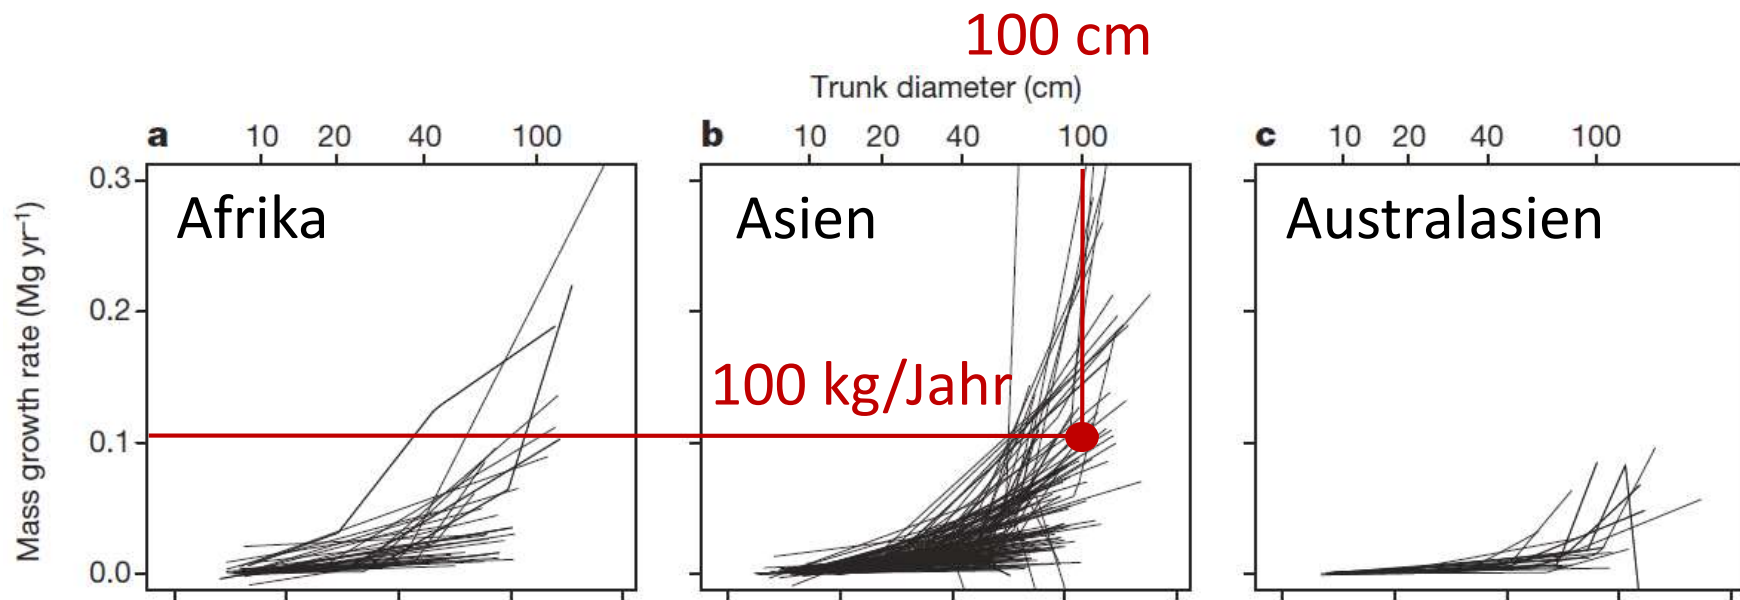 100 cm
Trunk diameter (cm)
a 10 20 40 100
b 10 20 40 100
c 10 20 40 100
Mass growth rate (Mg yr⁻¹)
0.3
0.2
0.1
0.0
Afrika
Asien
Australasien
100 kg/Jahr